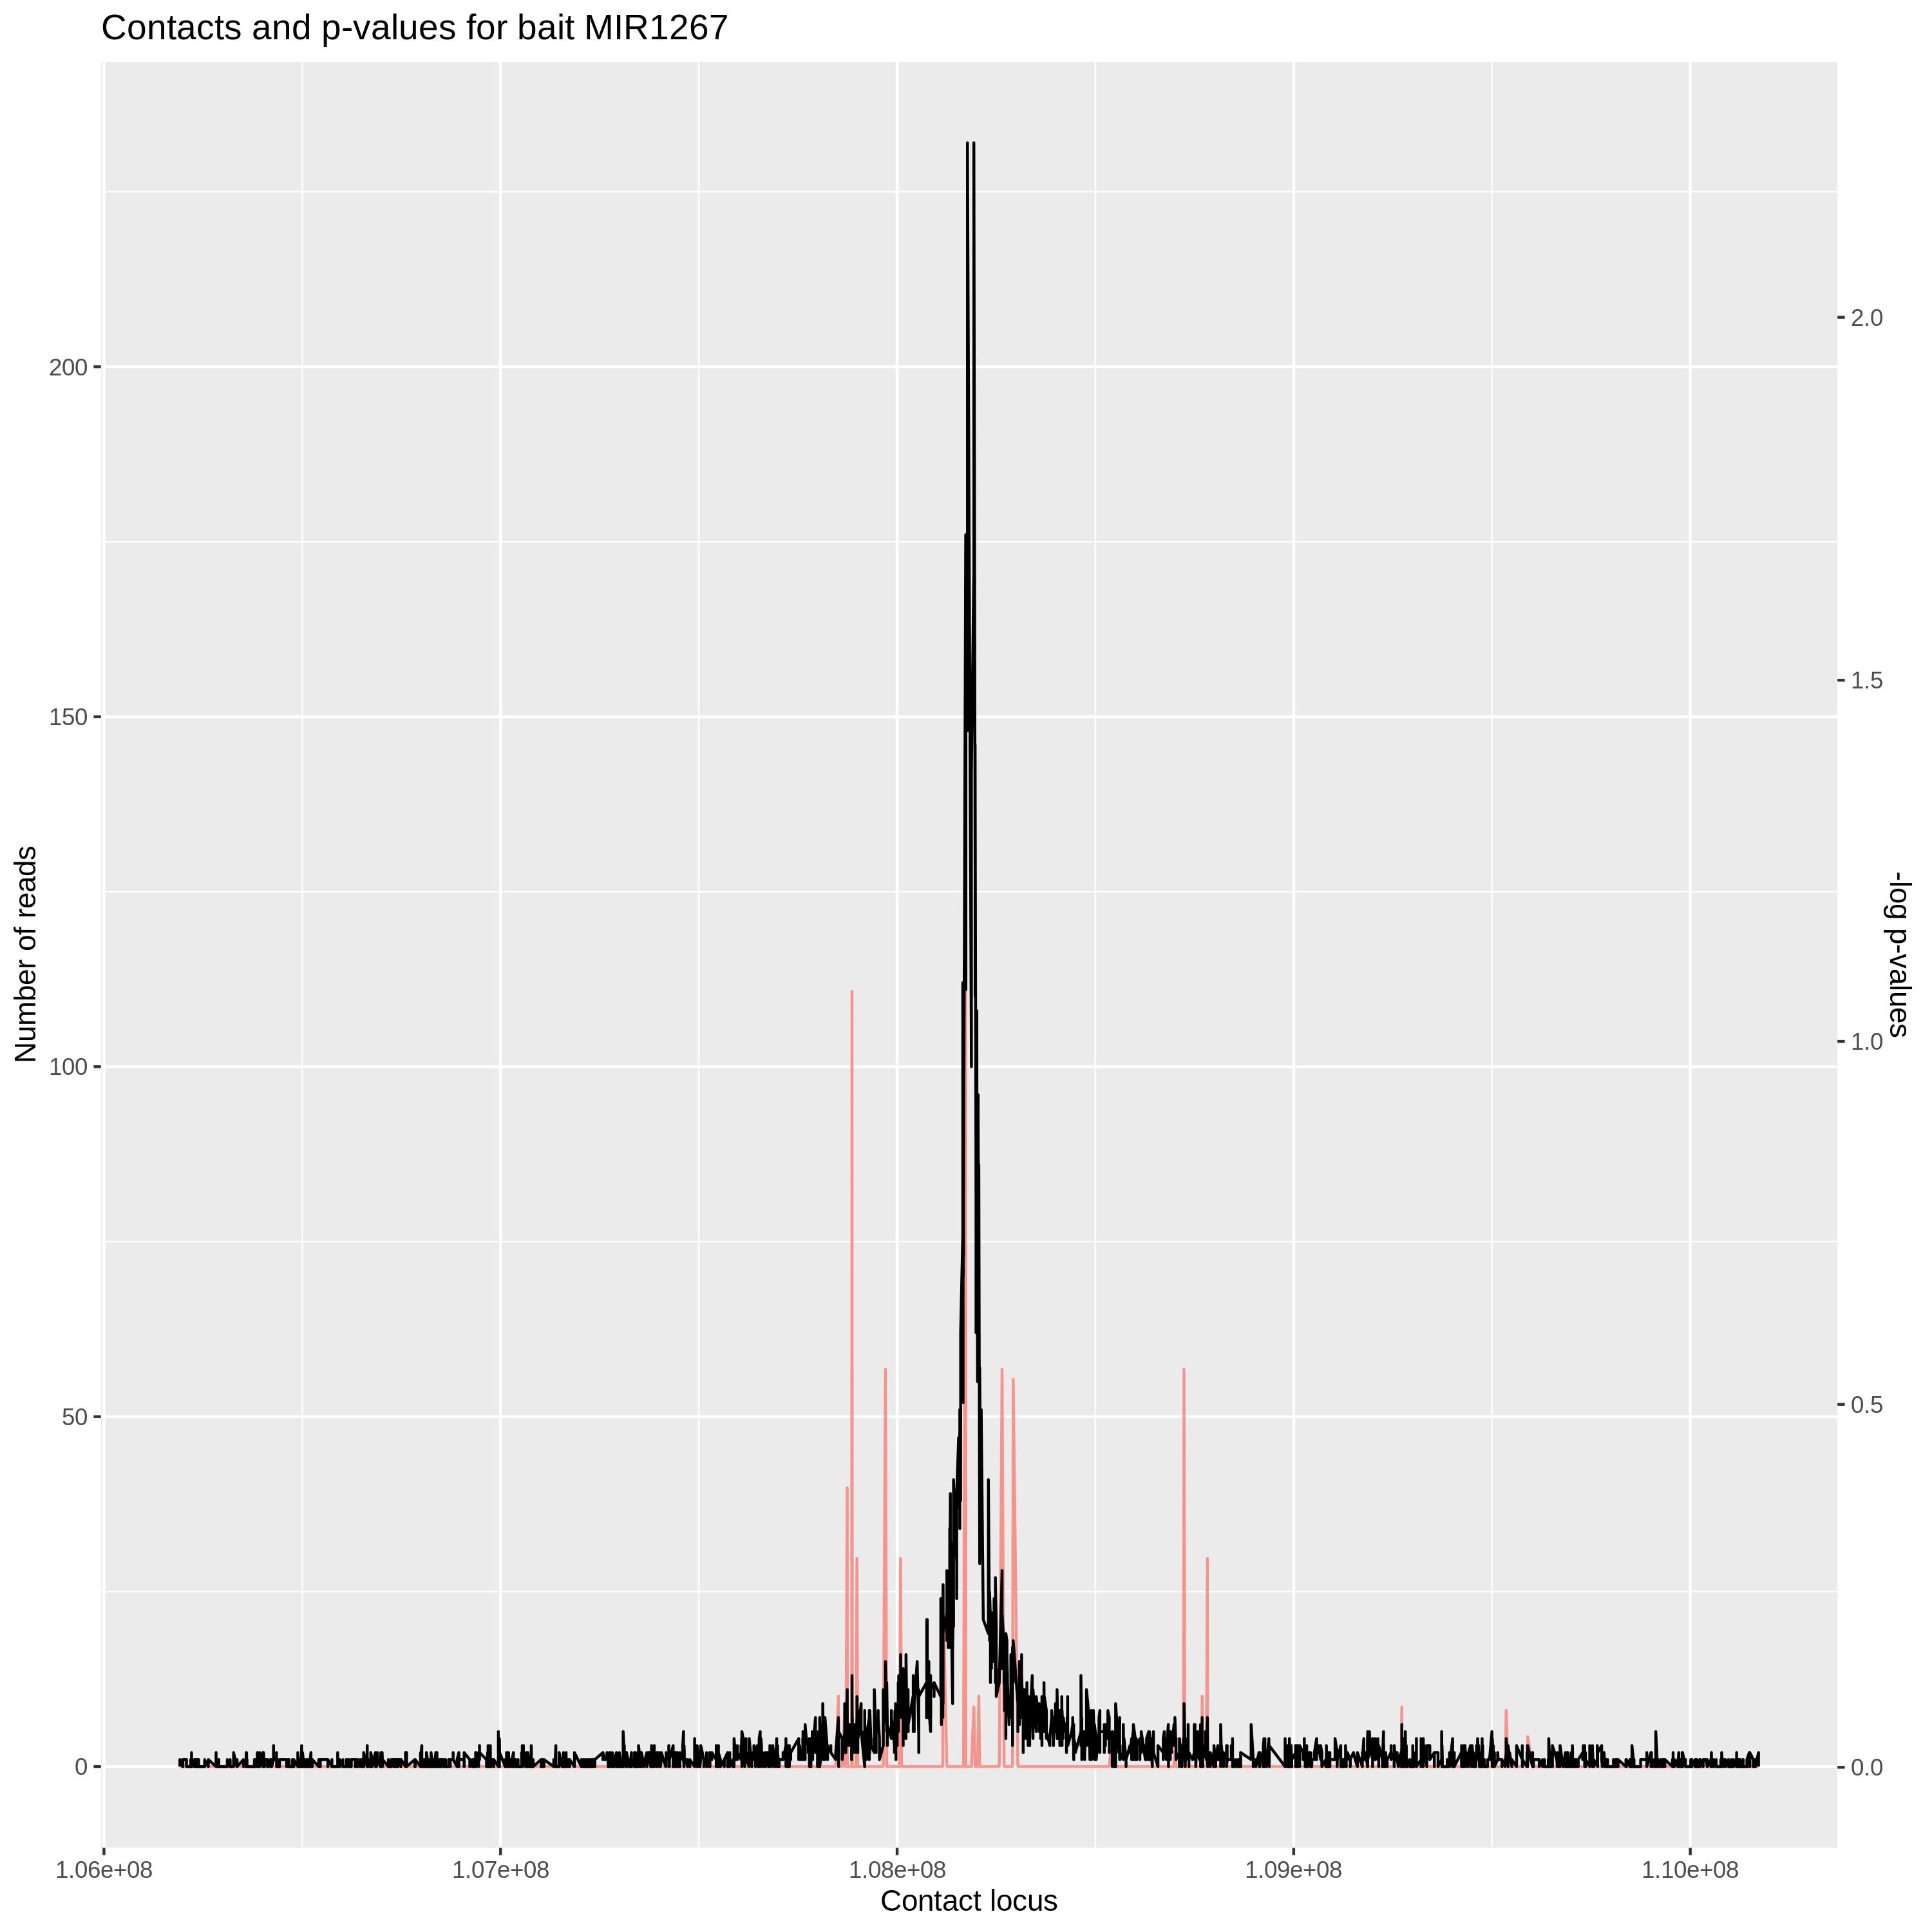 Contacts and p-values for bait MIR1267
Number of reads
200
150
100
50
0
2.0
1.5
1.0
0.5
0.0
-log p-values
1.06e+08
1.07e+08
1.08e+08
1.09e+08
1.10e+08
Contact locus